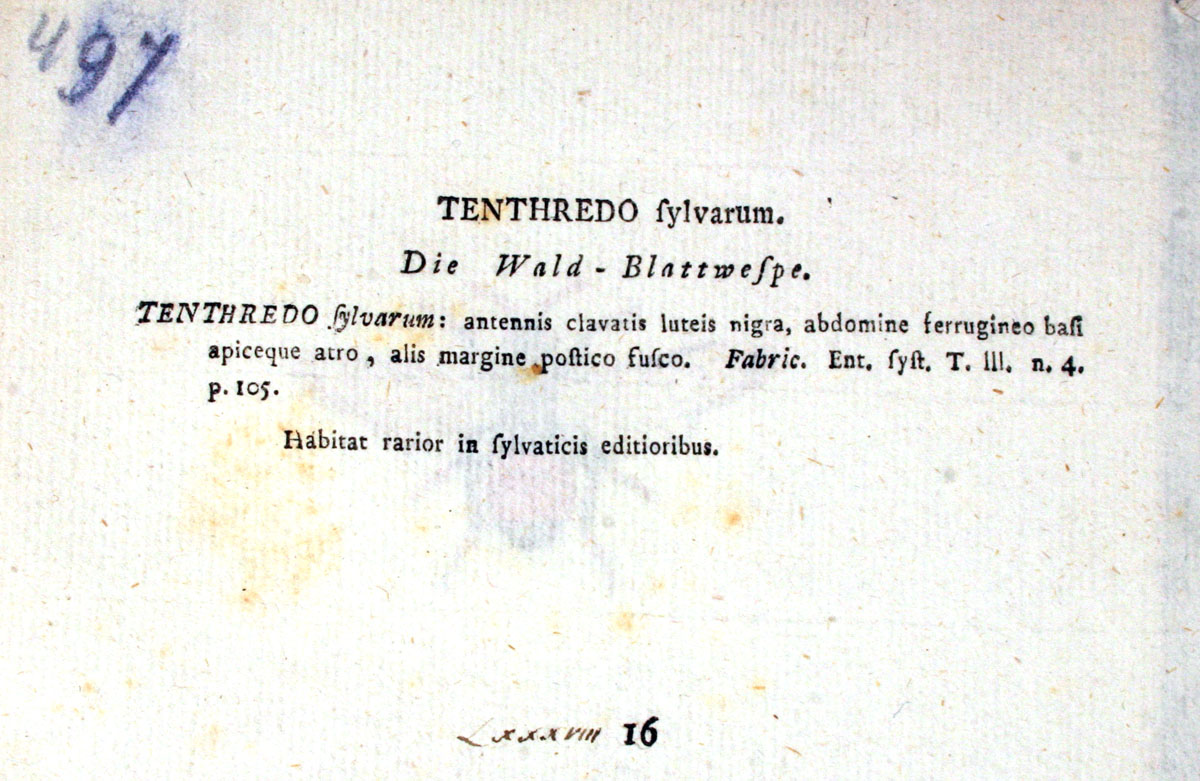 497
TENTHREDO ſylvarum.
Die Wald - Blattweſpe.
TENTHREDO ſylvarum: antennis clavatis luteis nigra, abdomine ferrugineo baſi
apiceque atro, alis margine poſtico fuſco. Fabric. Ent. ſyſt. T. III. n. 4.
p. 105.
Habitat rarior in ſylvaticis editioribus.
Lxxxviii 16